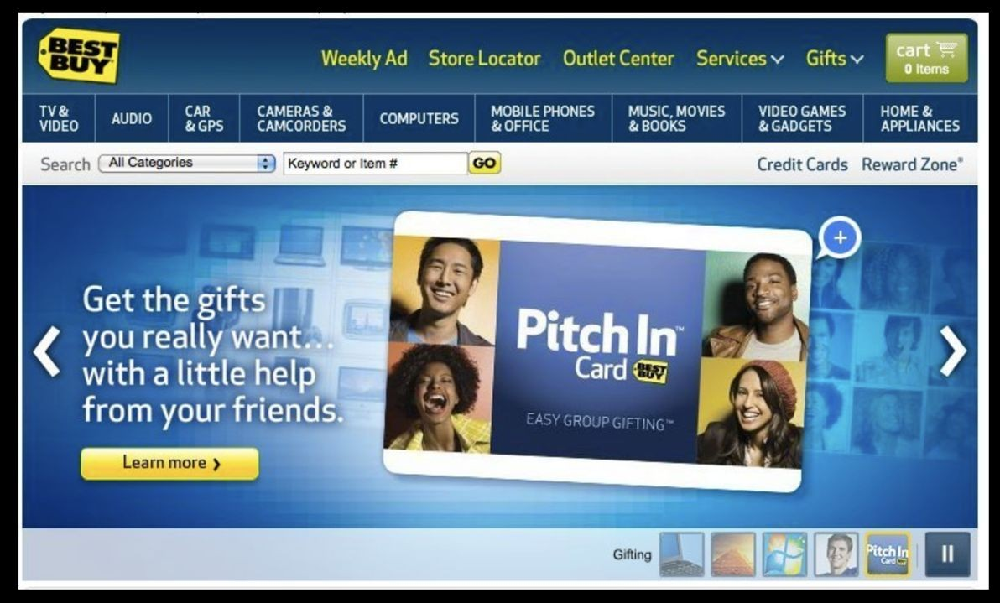 BEST
BUY
Weekly Ad Store Locator Outlet Center Services Gifts
cart
0 Items
TV &
VIDEO
AUDIO
CAR
& GPS
CAMERAS &
CAMCORDERS
COMPUTERS
MOBILE PHONES
& OFFICE
MUSIC, MOVIES
& BOOKS
VIDEO GAMES
& GADGETS
HOME &
APPLIANCES
Search All Categories Keyword or Item # GO Credit Cards Reward Zone®
Get the gifts
you really want...
with a little help
from your friends.
Learn more ›
Pitch In™
Card BEST BUY
EASY GROUP GIFTING™
Gifting
Pitch In
Card